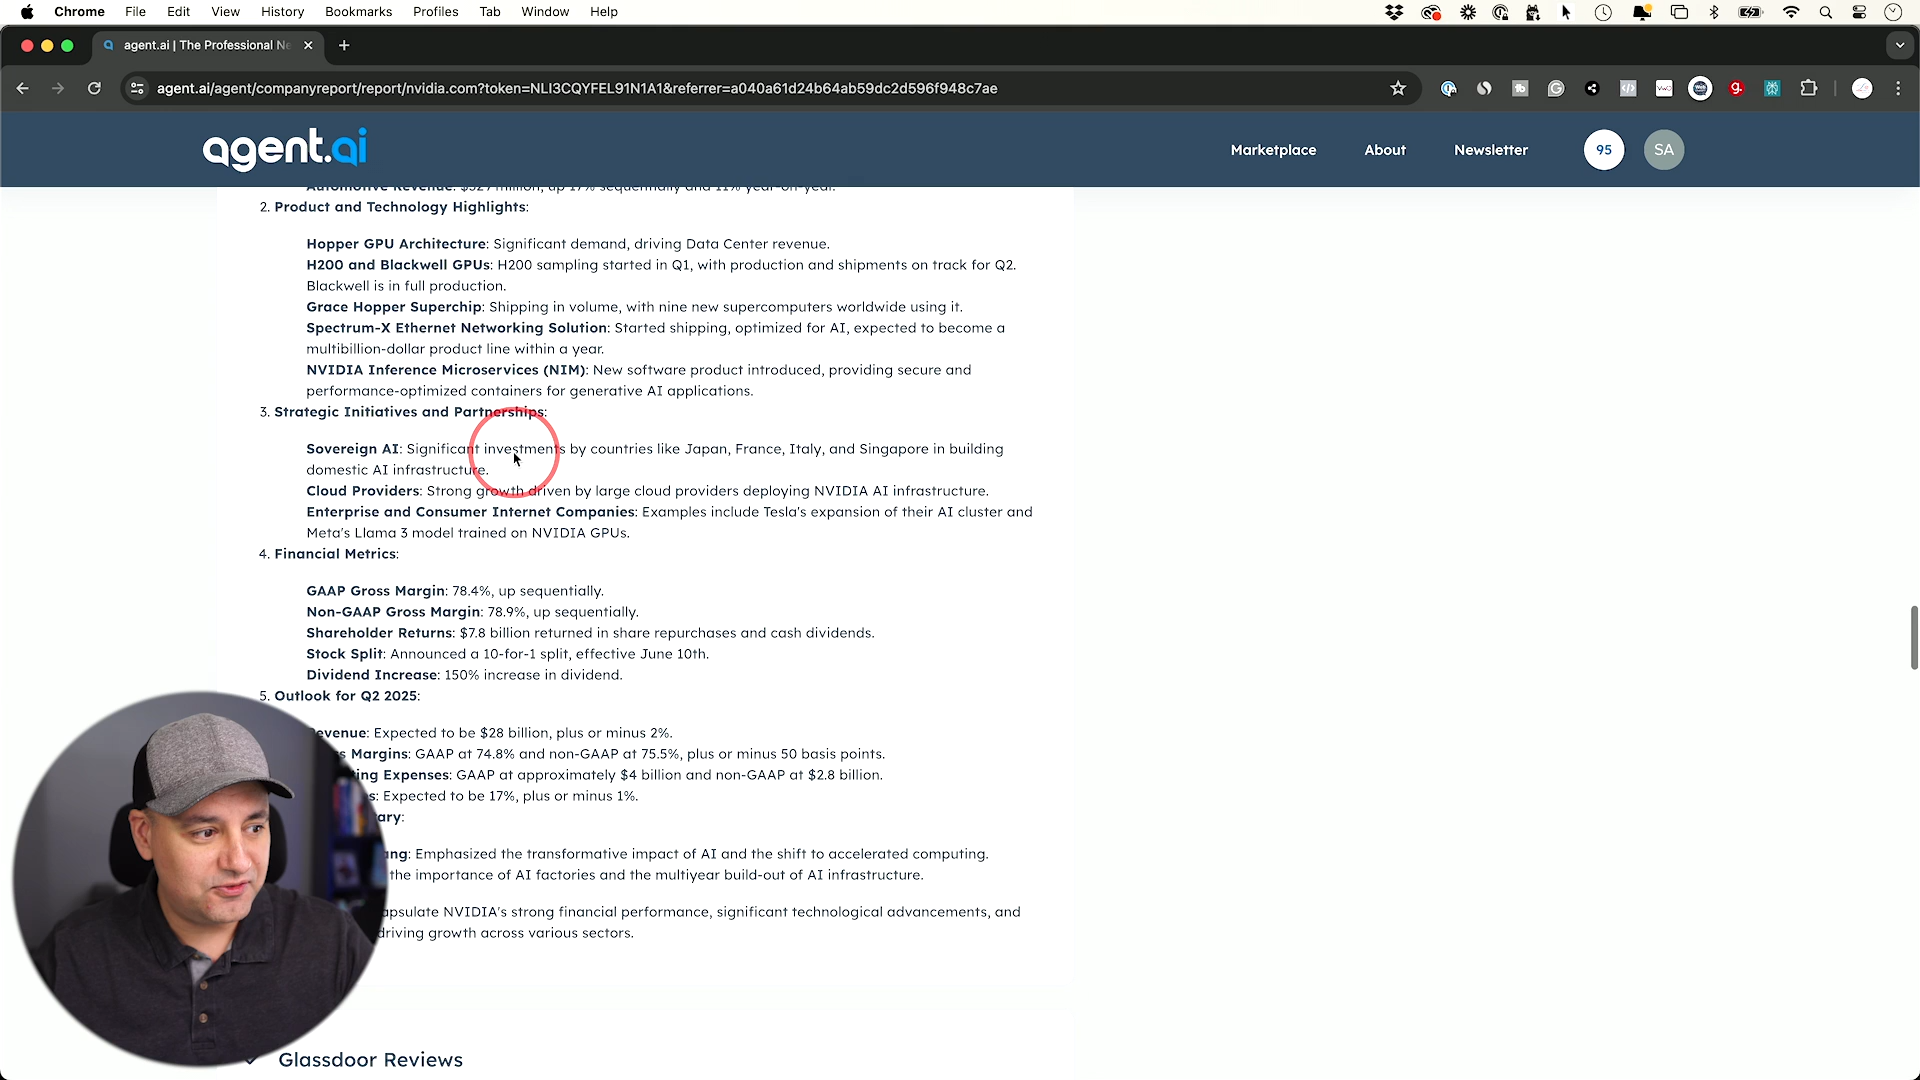 Chrome File Edit View History Bookmarks Profiles Tab Window Help
agent.ai | The Professional Ne
agent.ai/agent/companyreport/report/nvidia.com?token=NLI3CQYFEL91N1A1&referrer=a040a61d24b64ab59dc2d596f948c7ae
agent.ai Marketplace About Newsletter 95 SA
Automotive Revenue: $329 million, up 17% sequentially and 11% year-on-year.
2. Product and Technology Highlights:
Hopper GPU Architecture: Significant demand, driving Data Center revenue.
H200 and Blackwell GPUs: H200 sampling started in Q1, with production and shipments on track for Q2.
Blackwell is in full production.
Grace Hopper Superchip: Shipping in volume, with nine new supercomputers worldwide using it.
Spectrum-X Ethernet Networking Solution: Started shipping, optimized for AI, expected to become a
multibillion-dollar product line within a year.
NVIDIA Inference Microservices (NIM): New software product introduced, providing secure and
performance-optimized containers for generative AI applications.
3. Strategic Initiatives and Partnerships:
Sovereign AI: Significant investments by countries like Japan, France, Italy, and Singapore in building
domestic AI infrastructure.
Cloud Providers: Strong growth driven by large cloud providers deploying NVIDIA AI infrastructure.
Enterprise and Consumer Internet Companies: Examples include Tesla's expansion of their AI cluster and
Meta's Llama 3 model trained on NVIDIA GPUs.
4. Financial Metrics:
GAAP Gross Margin: 78.4%, up sequentially.
Non-GAAP Gross Margin: 78.9%, up sequentially.
Shareholder Returns: $7.8 billion returned in share repurchases and cash dividends.
Stock Split: Announced a 10-for-1 split, effective June 10th.
Dividend Increase: 150% increase in dividend.
5. Outlook for Q2 2025:
evenue: Expected to be $28 billion, plus or minus 2%.
s Margins: GAAP at 74.8% and non-GAAP at 75.5%, plus or minus 50 basis points.
ting Expenses: GAAP at approximately $4 billion and non-GAAP at $2.8 billion.
s: Expected to be 17%, plus or minus 1%.
ary:
ang: Emphasized the transformative impact of AI and the shift to accelerated computing.
the importance of AI factories and the multiyear build-out of AI infrastructure.
apsulate NVIDIA's strong financial performance, significant technological advancements, and
driving growth across various sectors.
Glassdoor Reviews